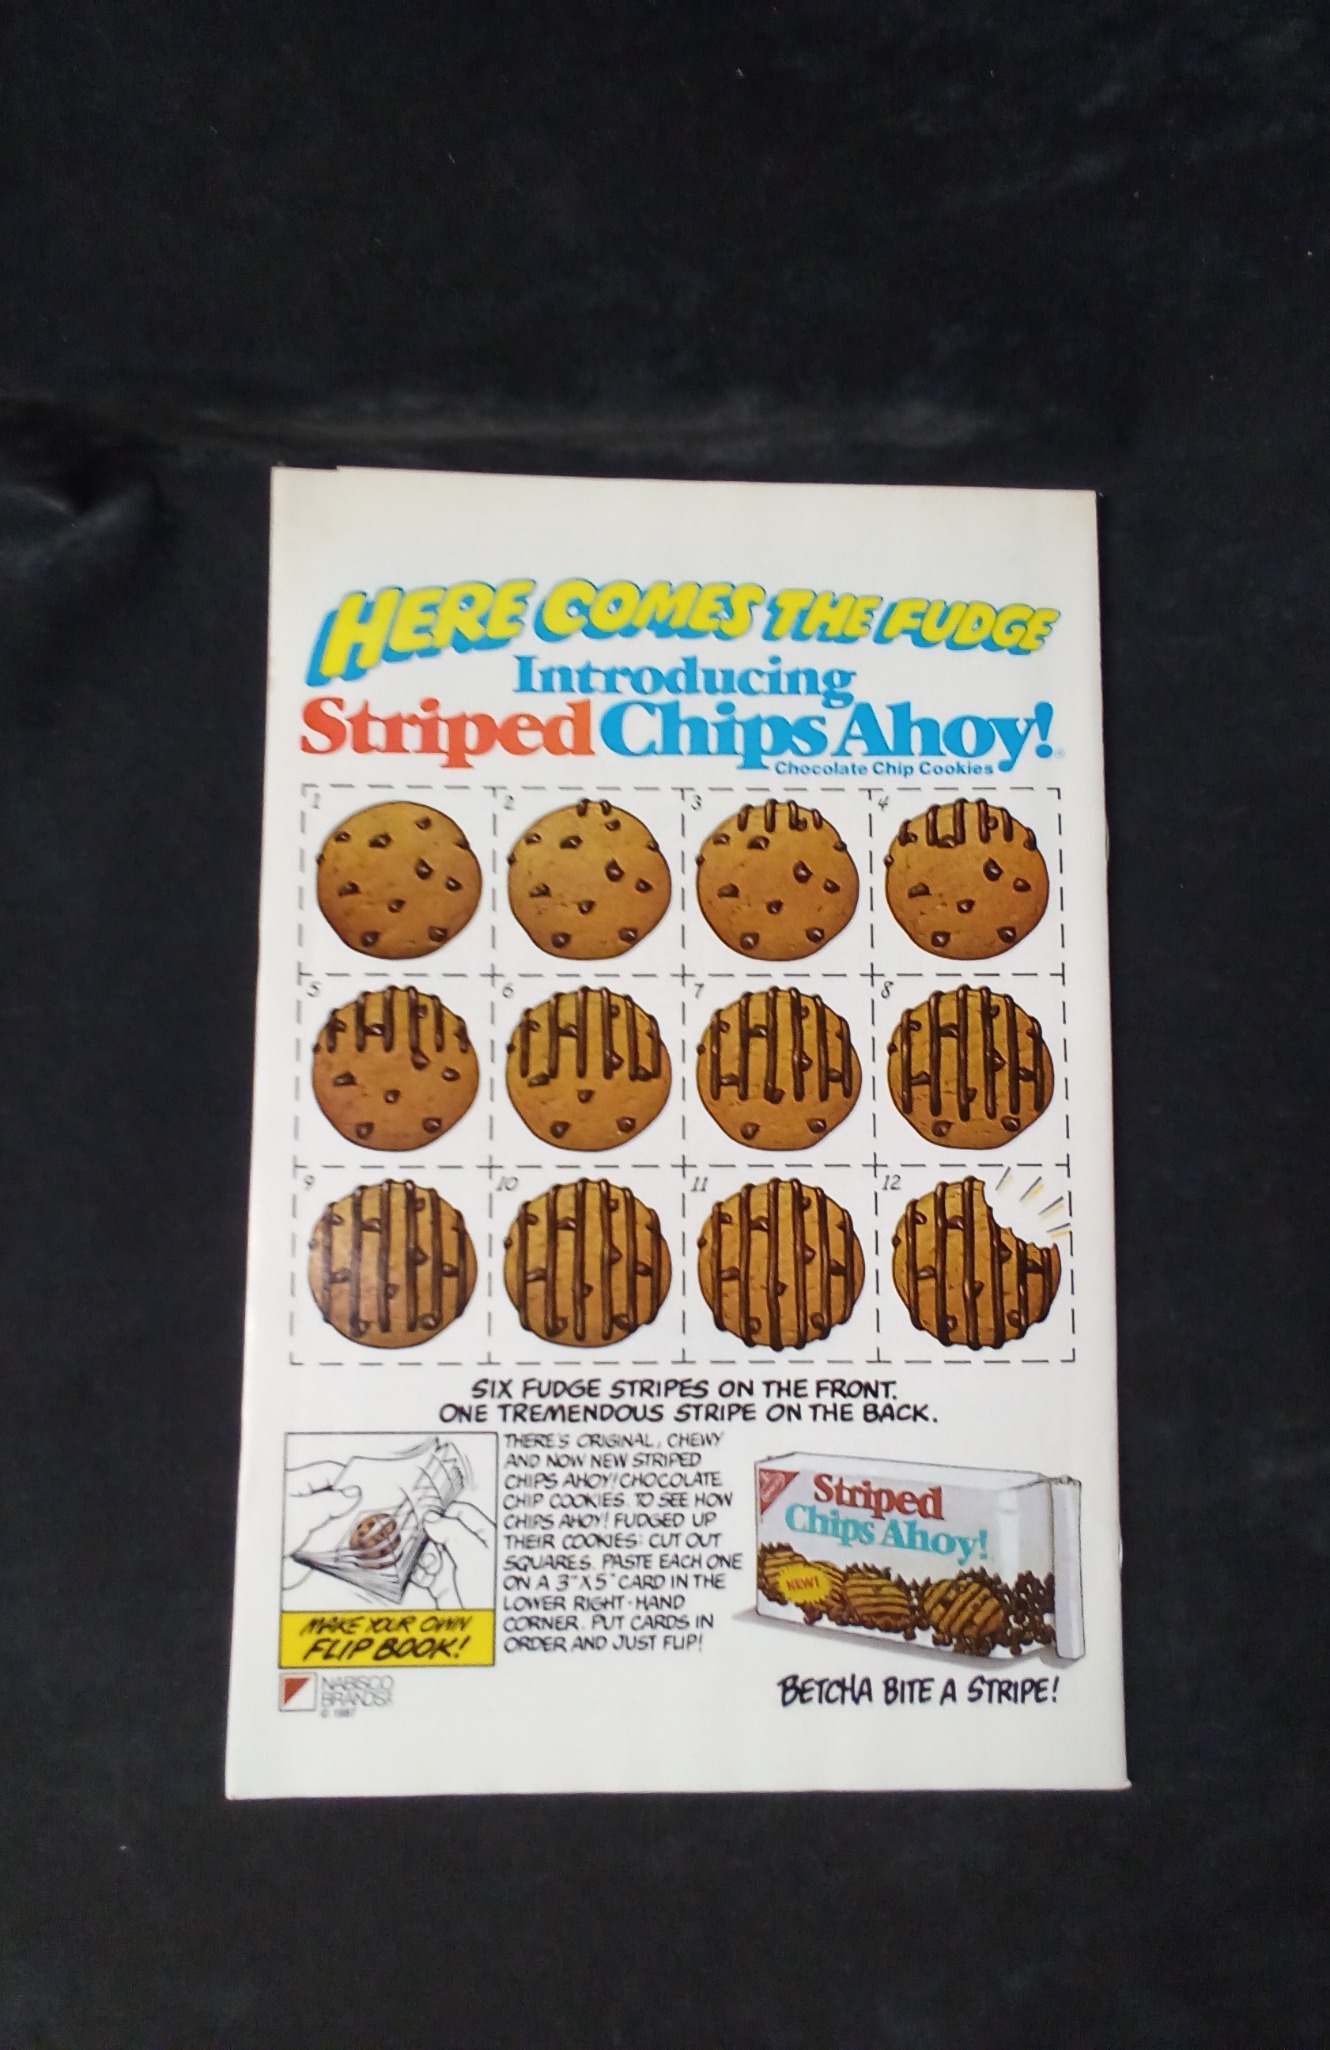 HERE COMES THE FUDGE
Introducing
Striped Chips Ahoy!®
Chocolate Chip Cookies
1
2
3
4
5
6
7
8
9
10
11
12
SIX FUDGE STRIPES ON THE FRONT.
ONE TREMENDOUS STRIPE ON THE BACK.
THERE'S ORIGINAL, CHEWY
AND NOW NEW STRIPED
CHIPS AHOY! CHOCOLATE
CHIP COOKIES. TO SEE HOW
CHIPS AHOY! FUDGED UP
THEIR COOKIES: CUT OUT
SQUARES. PASTE EACH ONE
ON A 3"X5" CARD IN THE
LOWER RIGHT-HAND
CORNER. PUT CARDS IN
ORDER AND JUST FLIP!
MAKE YOUR OWN
FLIP BOOK!
NABISCO
BRANDS
© 1987
Striped
Chips Ahoy!
NEW!
BETCHA BITE A STRIPE!